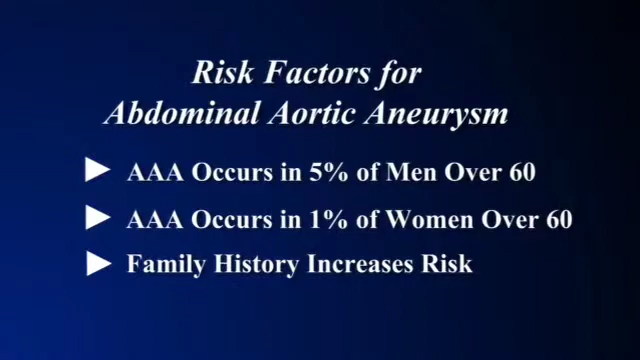 Risk Factors for
Abdominal Aortic Aneurysm
AAA Occurs in 5% of Men Over 60
AAA Occurs in 1% of Women Over 60
Family History Increases Risk